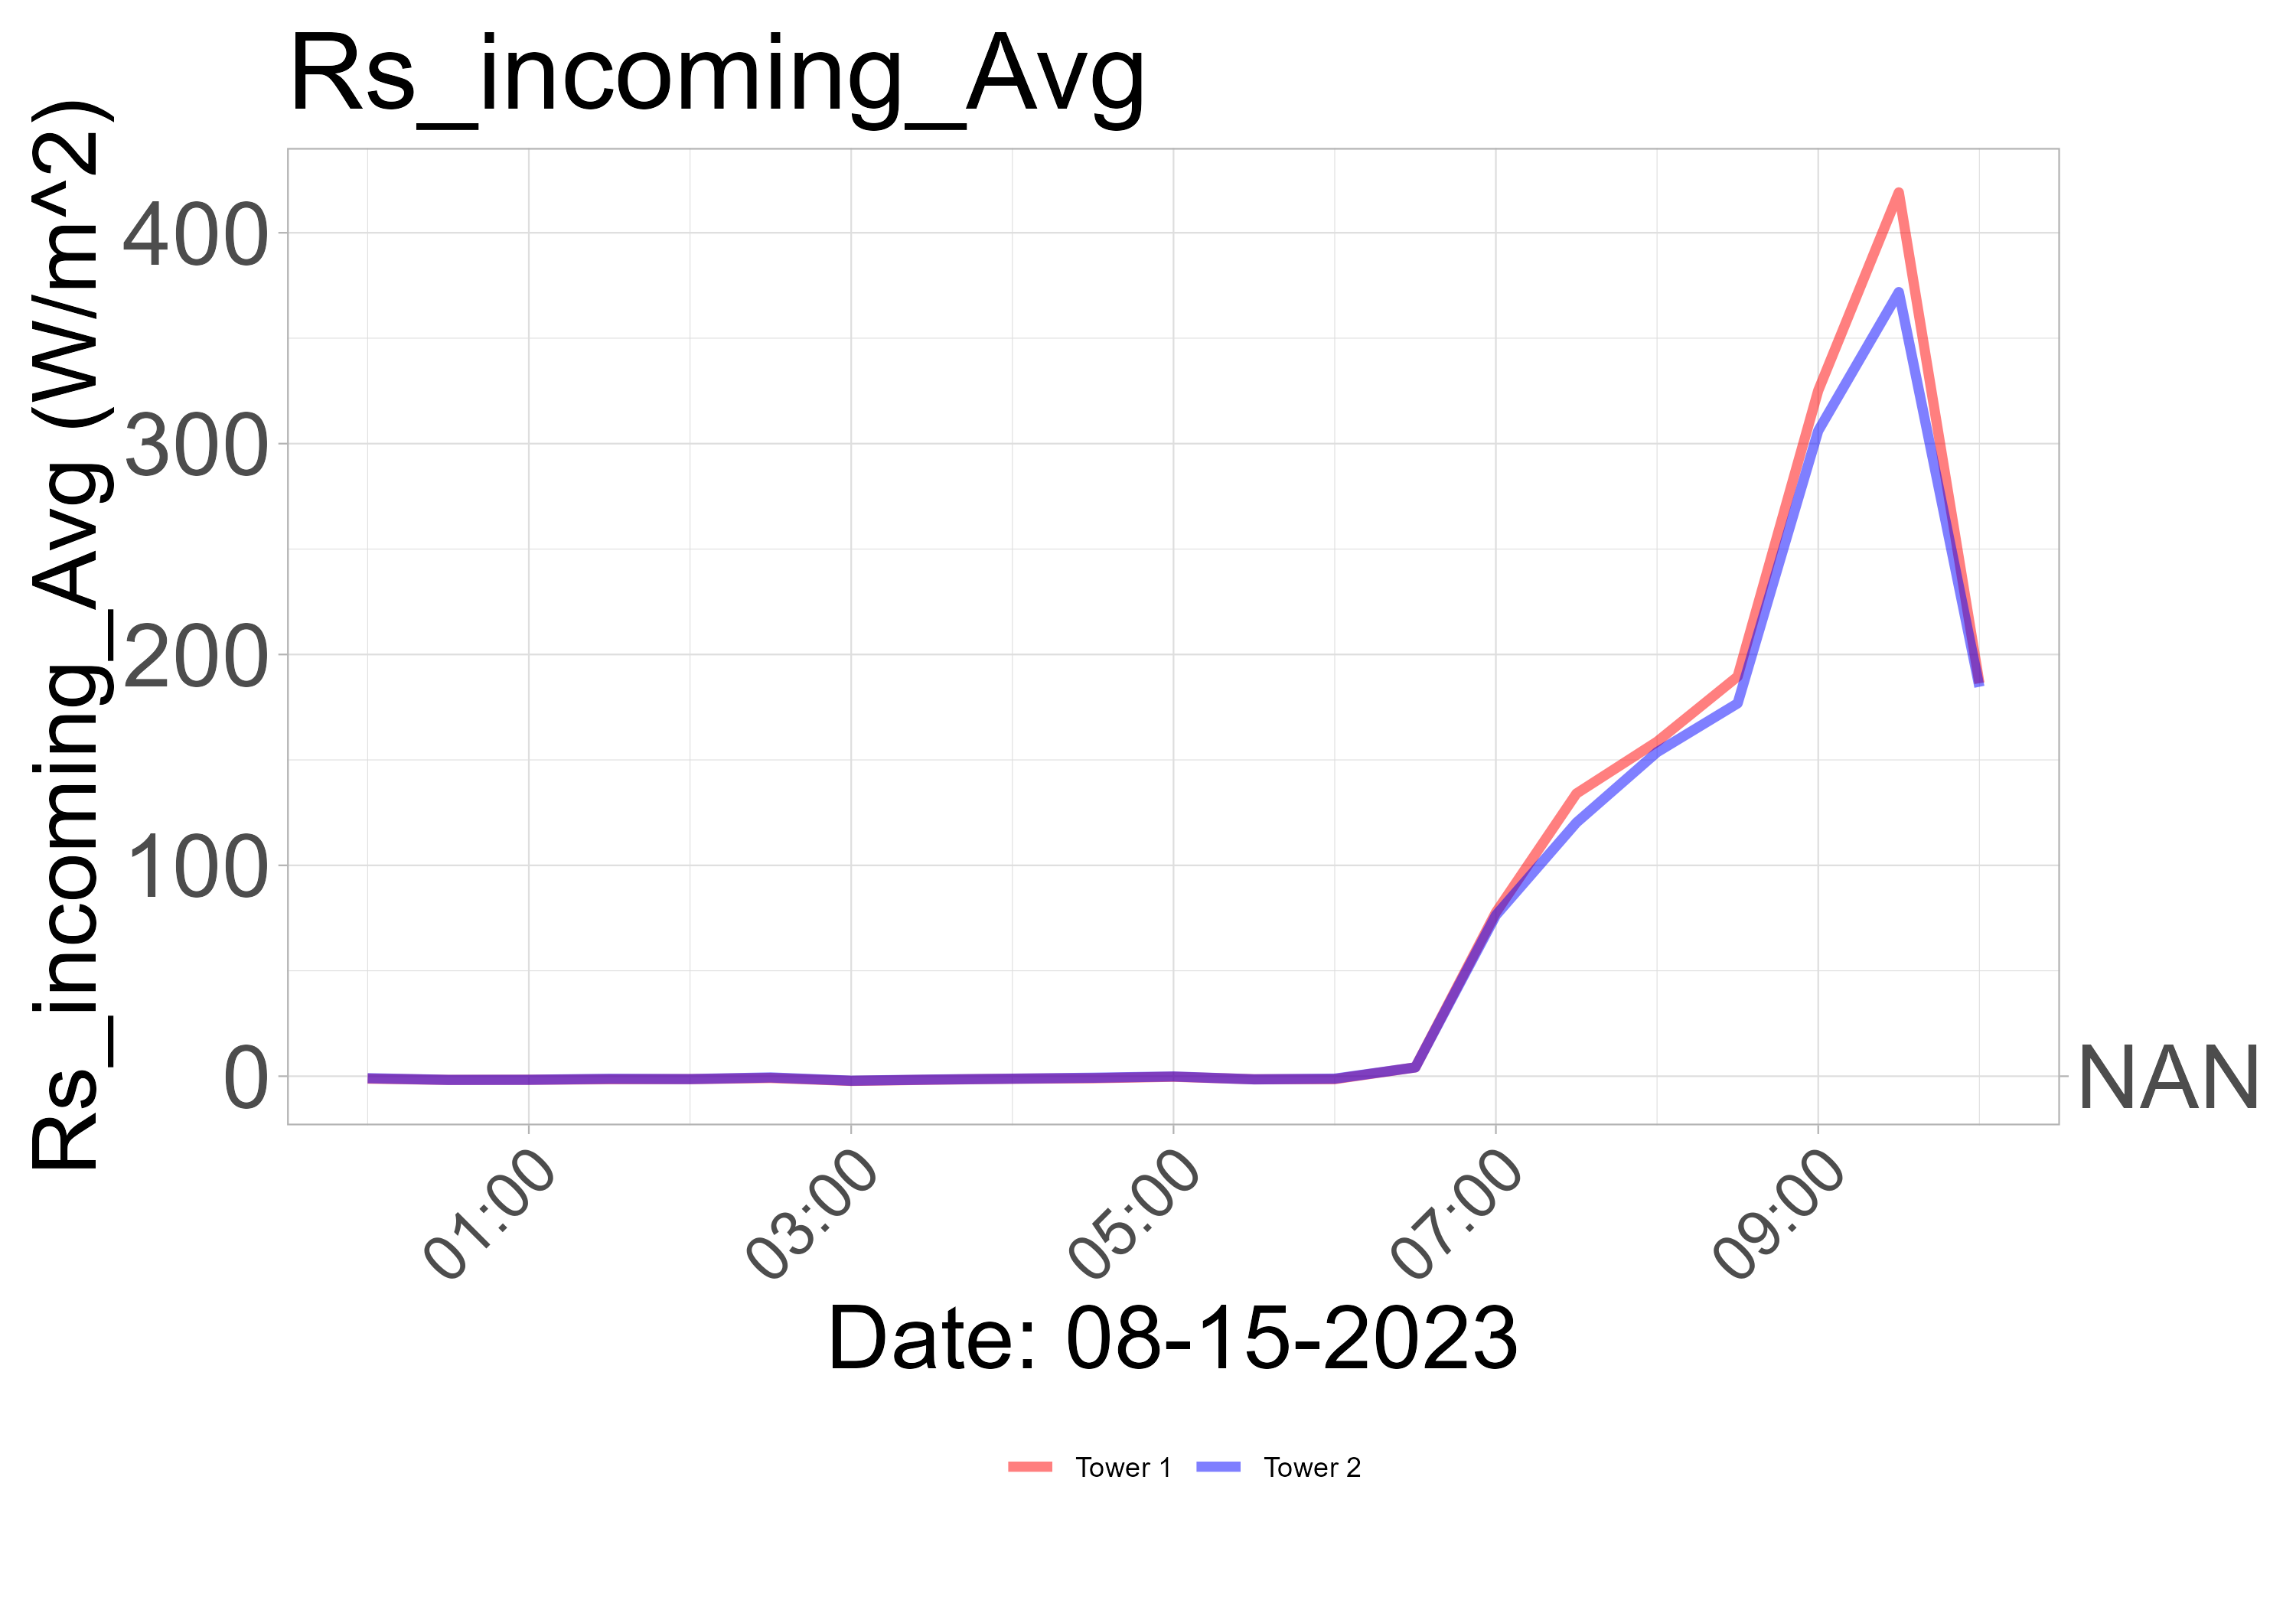 Rs_incoming_Avg
Rs_incoming_Avg (W/m^2)
400
300
200
100
0
NAN
01:00
03:00
05:00
07:00
09:00
Date: 08-15-2023
Tower 1
Tower 2